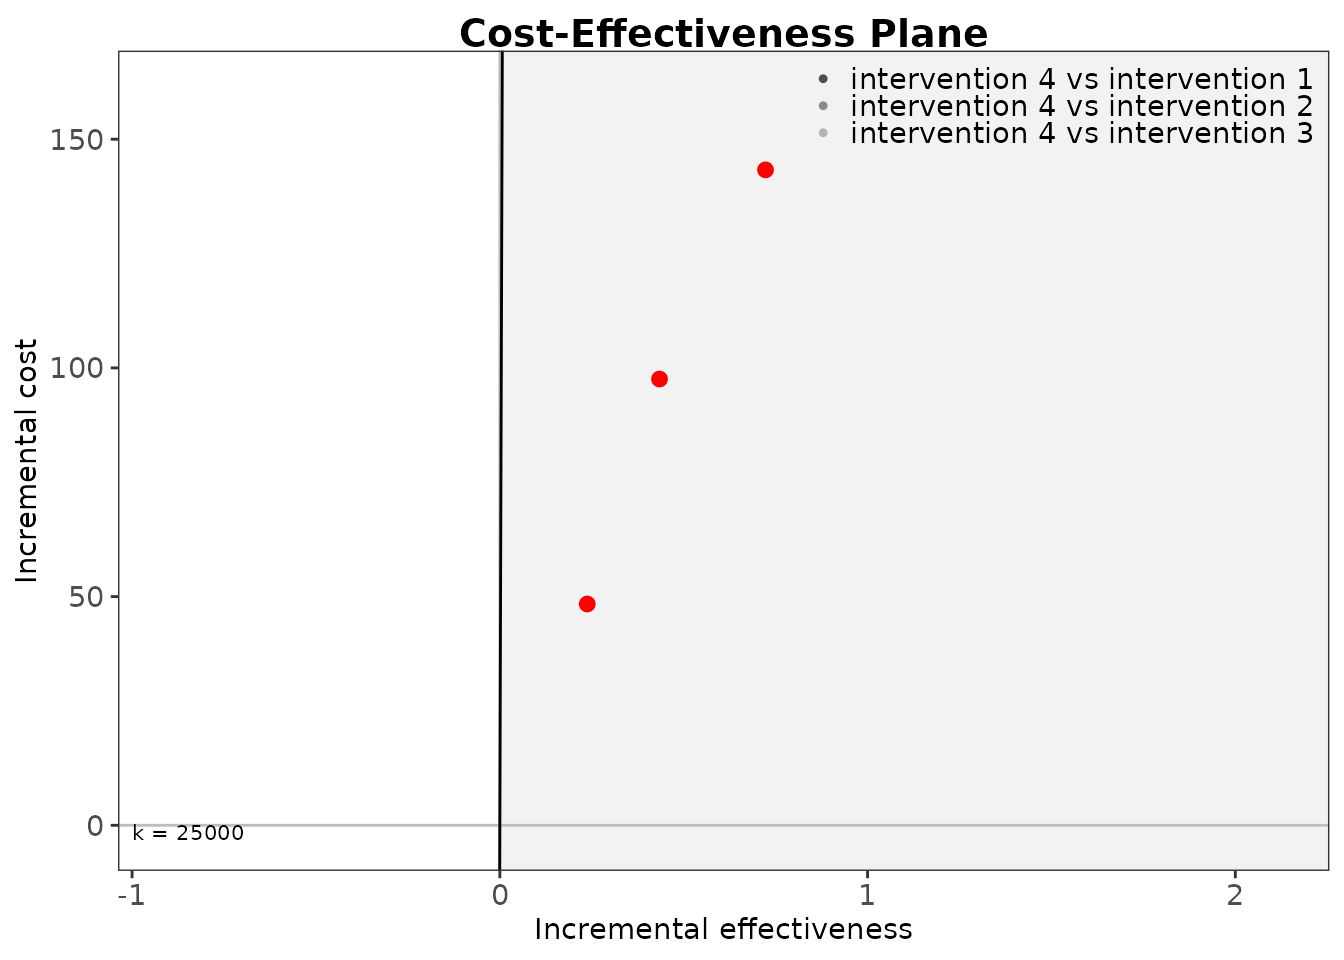 Cost-Effectiveness Plane
intervention 4 vs intervention 1
intervention 4 vs intervention 2
intervention 4 vs intervention 3
150
100
50
0
Incremental cost
k = 25000
-1
0
1
2
Incremental effectiveness